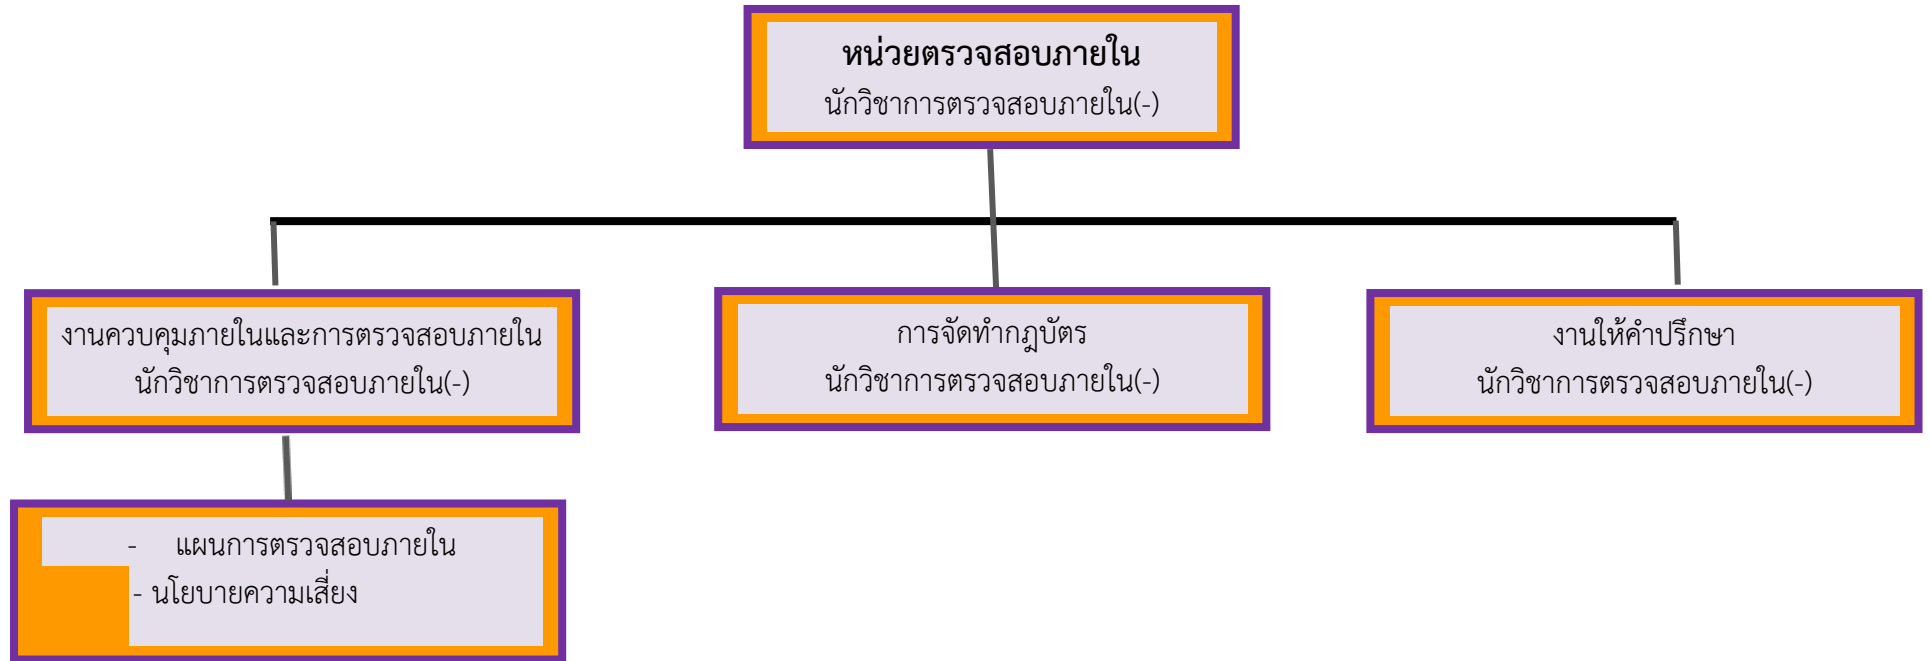 หน่วยตรวจสอบภายใน
นักวิชาการตรวจสอบภายใน(-)
งานควบคุมภายในและการตรวจสอบภายใน
นักวิชาการตรวจสอบภายใน(-)
การจัดทำกฎบัตร
นักวิชาการตรวจสอบภายใน(-)
งานให้คำปรึกษา
นักวิชาการตรวจสอบภายใน(-)
- แผนการตรวจสอบภายใน
- นโยบายความเสี่ยง